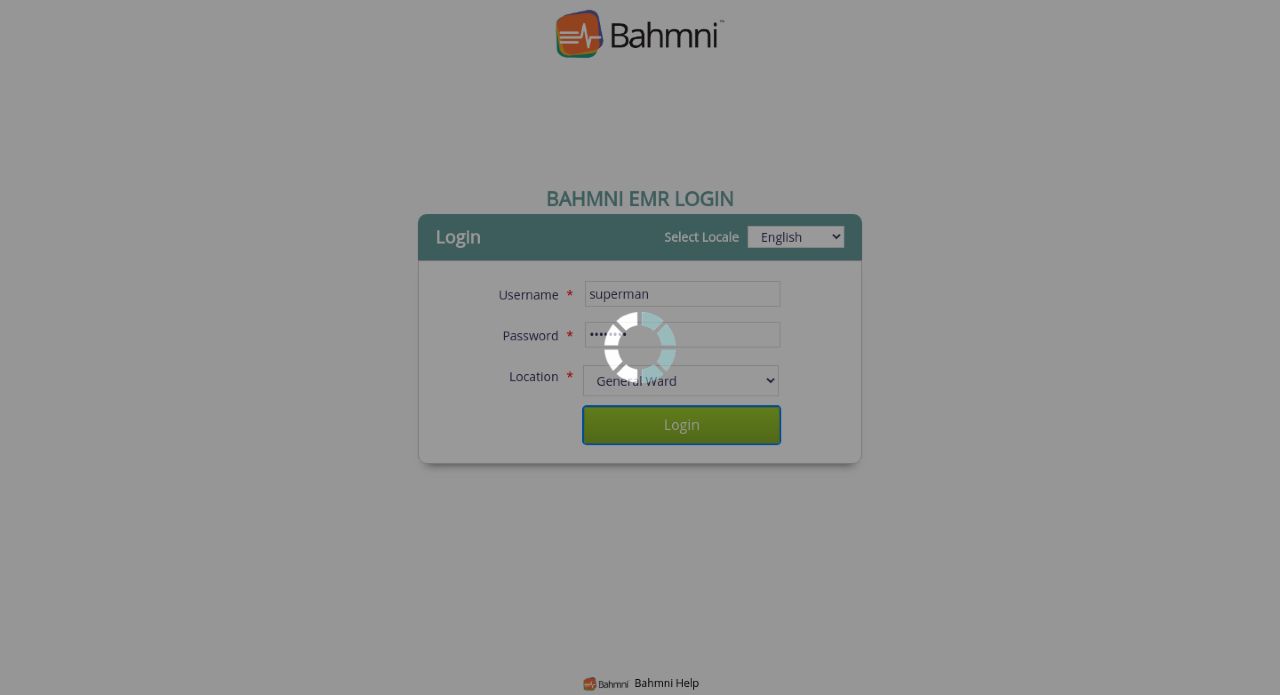 Bahmni™
BAHMNI EMR LOGIN
Login
Select Locale English
Username * superman
Password * ••••••••
Location * General Ward
Login
Bahmni Bahmni Help